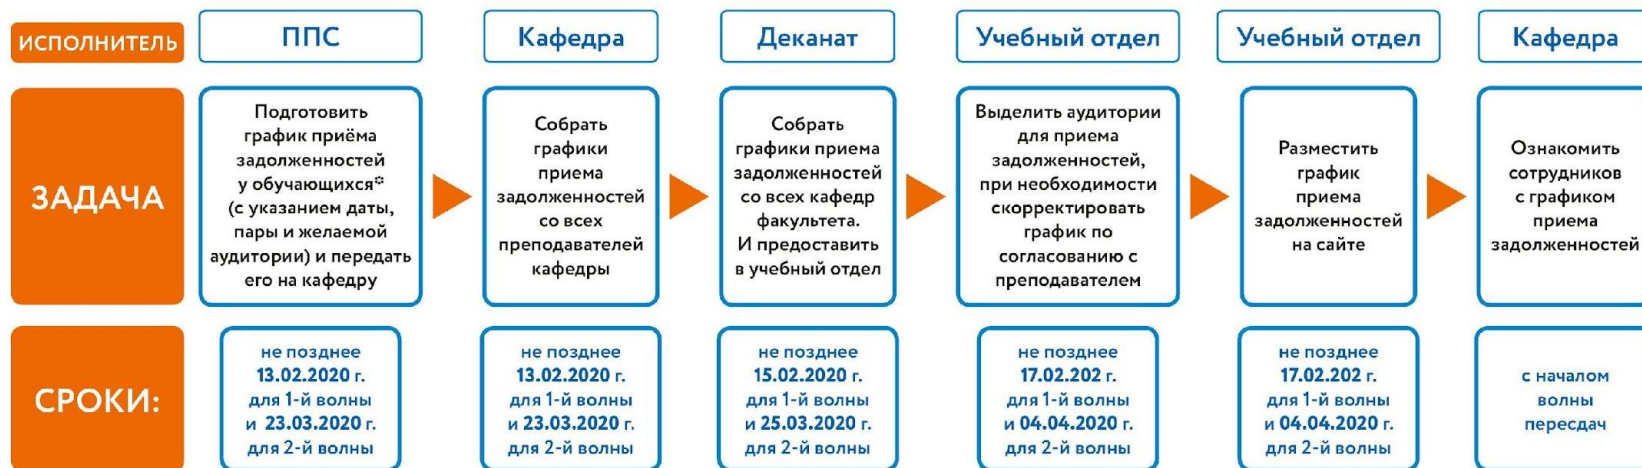 ИСПОЛНИТЕЛЬ
ППС
Кафедра
Деканат
Учебный отдел
Учебный отдел
Кафедра
ЗАДАЧА
Подготовить
график приёма
задолженностей
у обучающихся*
(с указанием даты,
пары и желаемой
аудитории) и передать
его на кафедру
Собрать
графики
приема
задолженностей
со всех
преподавателей
кафедры
Собрать
графики приема
задолженностей
со всех кафедр
факультета.
И предоставить
в учебный отдел
Выделить аудитории
для приема
задолженностей,
при необходимости
скорректировать
график по
согласованию с
преподавателем
Разместить
график
приема
задолженностей
на сайте
Ознакомить
сотрудников
с графиком
приема
задолженностей
СРОКИ:
не позднее
13.02.2020 г.
для 1-й волны
и 23.03.2020 г.
для 2-й волны
не позднее
13.02.2020 г.
для 1-й волны
и 23.03.2020 г.
для 2-й волны
не позднее
15.02.2020 г.
для 1-й волны
и 25.03.2020 г.
для 2-й волны
не позднее
17.02.202 г.
для 1-й волны
и 04.04.2020 г.
для 2-й волны
не позднее
17.02.202 г.
для 1-й волны
и 04.04.2020 г.
для 2-й волны
с началом
волны
пересдач